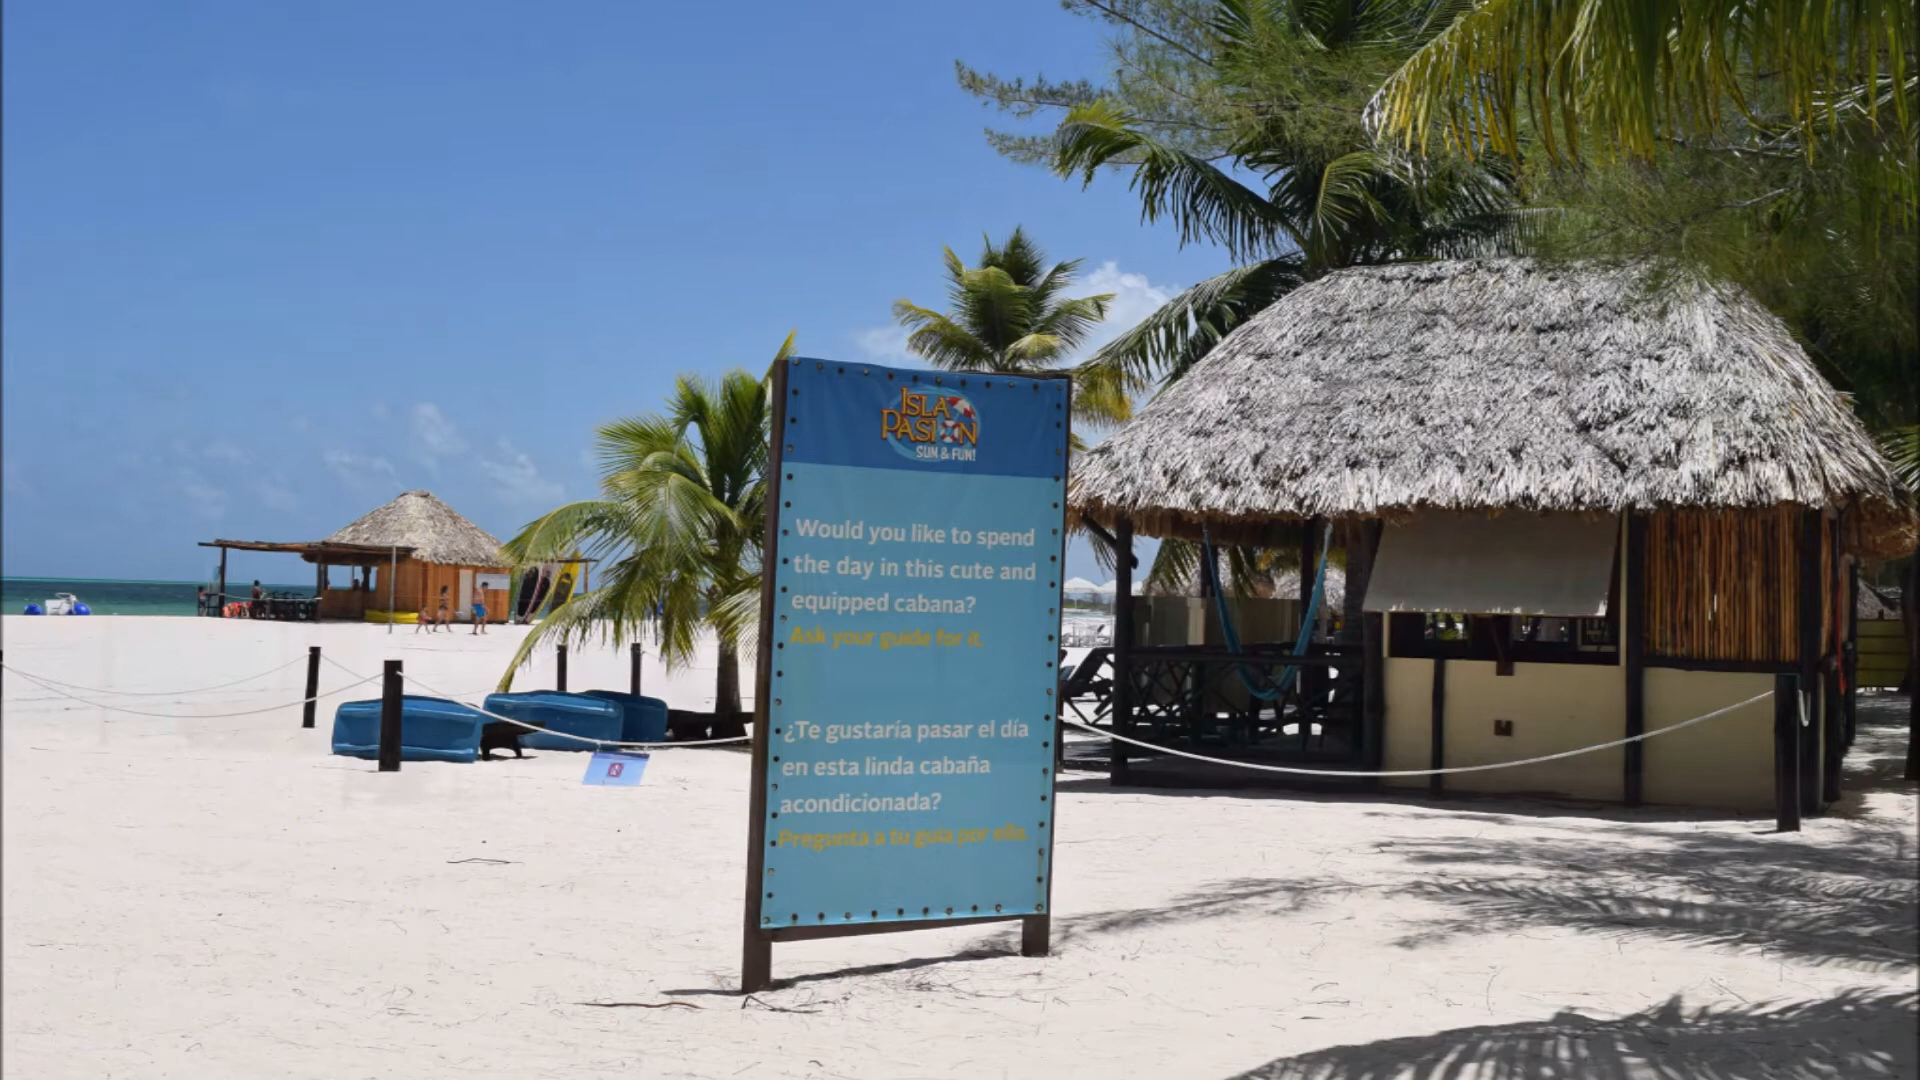 ISLA
PASION
SUN & FUN!
Would you like to spend
the day in this cute and
equipped cabana?
Ask your guide for it.
¿Te gustaría pasar el día
en esta linda cabaña
acondicionada?
Pregunta a tu guía por ella.